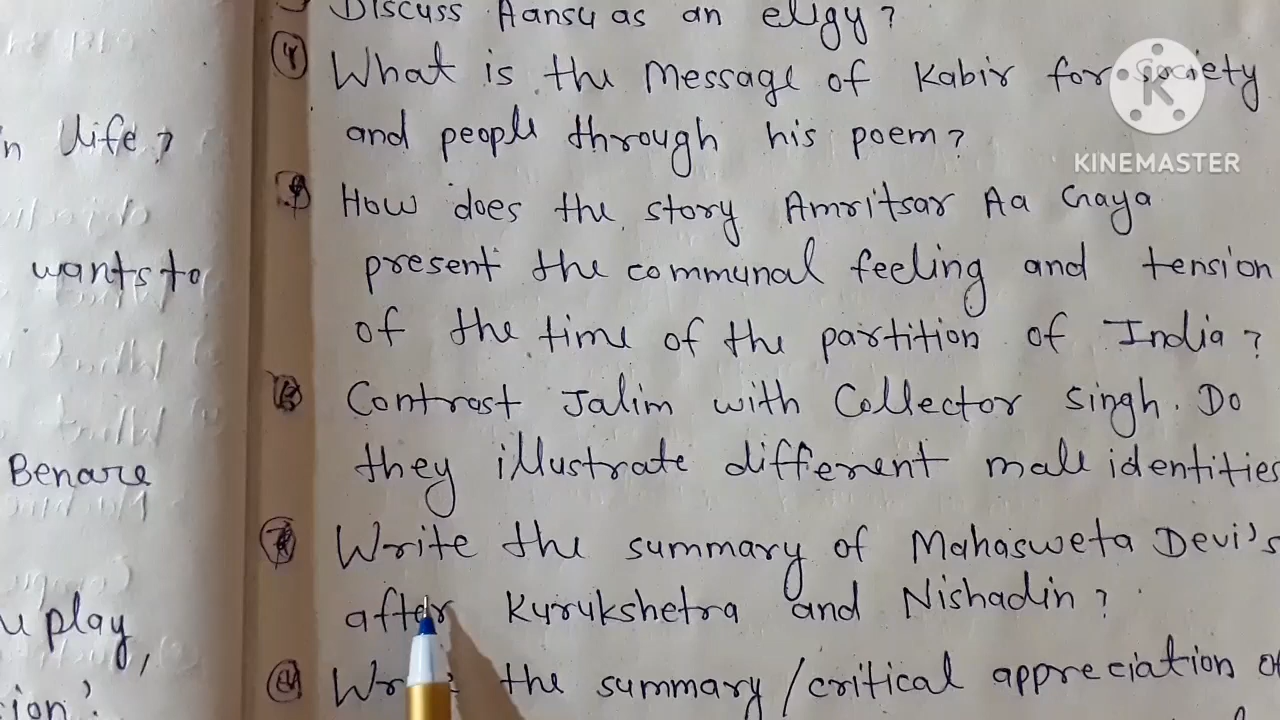 Discuss Aansu as an eligy?
(4) What is the Message of Kabir for society
and people through his poem?
How does the story Amritsar Aa Gaya
present the communal feeling and tension
of the time of the partition of India?
Contrast Jalim with Collector Singh. Do
they illustrate different male identities
Write the summary of Mahasweta Devi's
after Kurukshetra and Nishadin?
the summary/critical appreciation of
n life?
wants to
Benare
u play,
ion'.
K
KINEMASTER